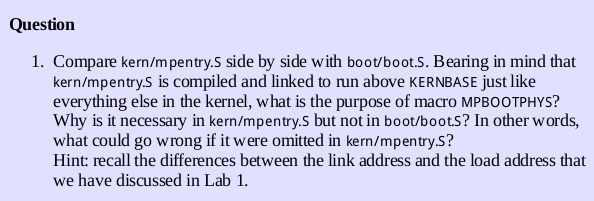 Question
1. Compare kern/mpentry.S side by side with boot/boot.S. Bearing in mind that
kern/mpentry.S is compiled and linked to run above KERNBASE just like
everything else in the kernel, what is the purpose of macro MPBOOTPHYS?
Why is it necessary in kern/mpentry.S but not in boot/boot.S? In other words,
what could go wrong if it were omitted in kern/mpentry.S?
Hint: recall the differences between the link address and the load address that
we have discussed in Lab 1.